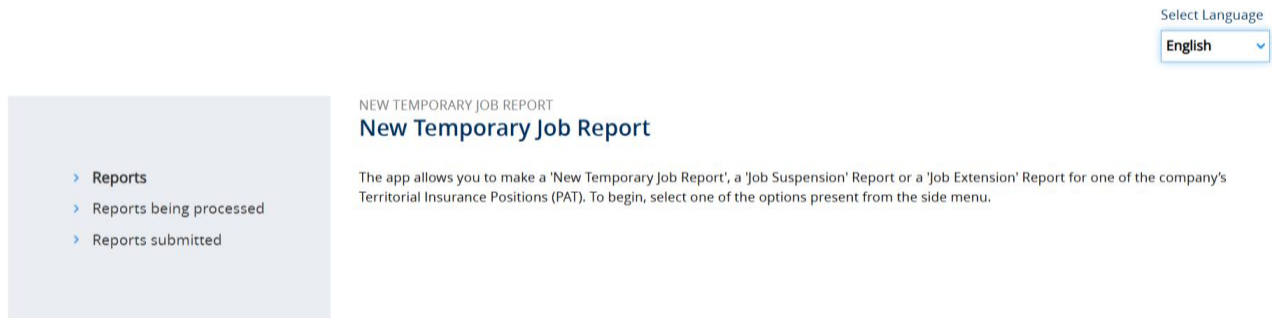 Select Language
English
NEW TEMPORARY JOB REPORT
New Temporary Job Report
Reports
Reports being processed
Reports submitted
The app allows you to make a 'New Temporary Job Report', a 'Job Suspension' Report or a 'Job Extension' Report for one of the company’s
Territorial Insurance Positions (PAT). To begin, select one of the options present from the side menu.